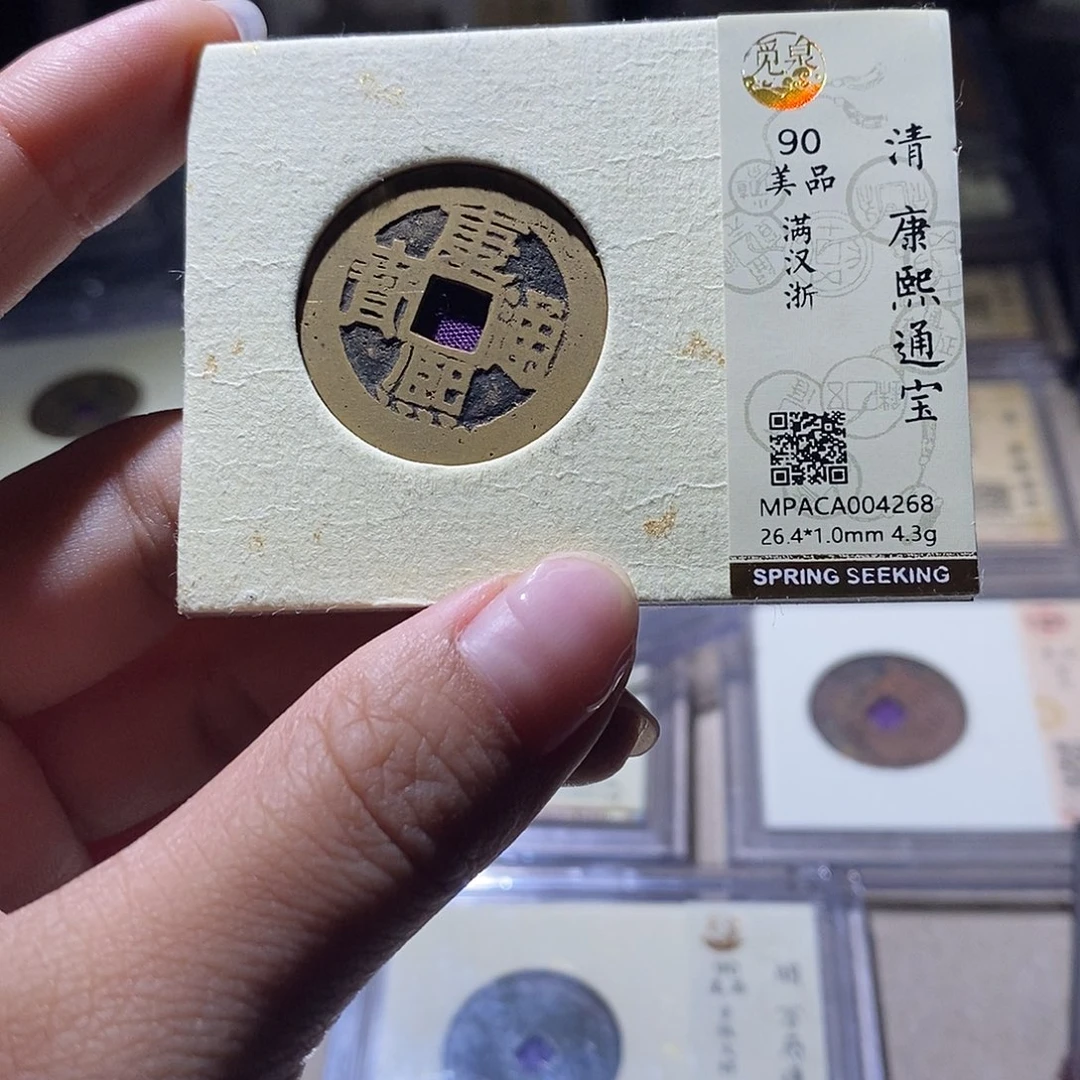 觅泉
90
美品
满汉浙
清 康熙通宝
MPACA004268
26.4*1.0mm 4.3g
SPRING SEEKING
康熙通寶